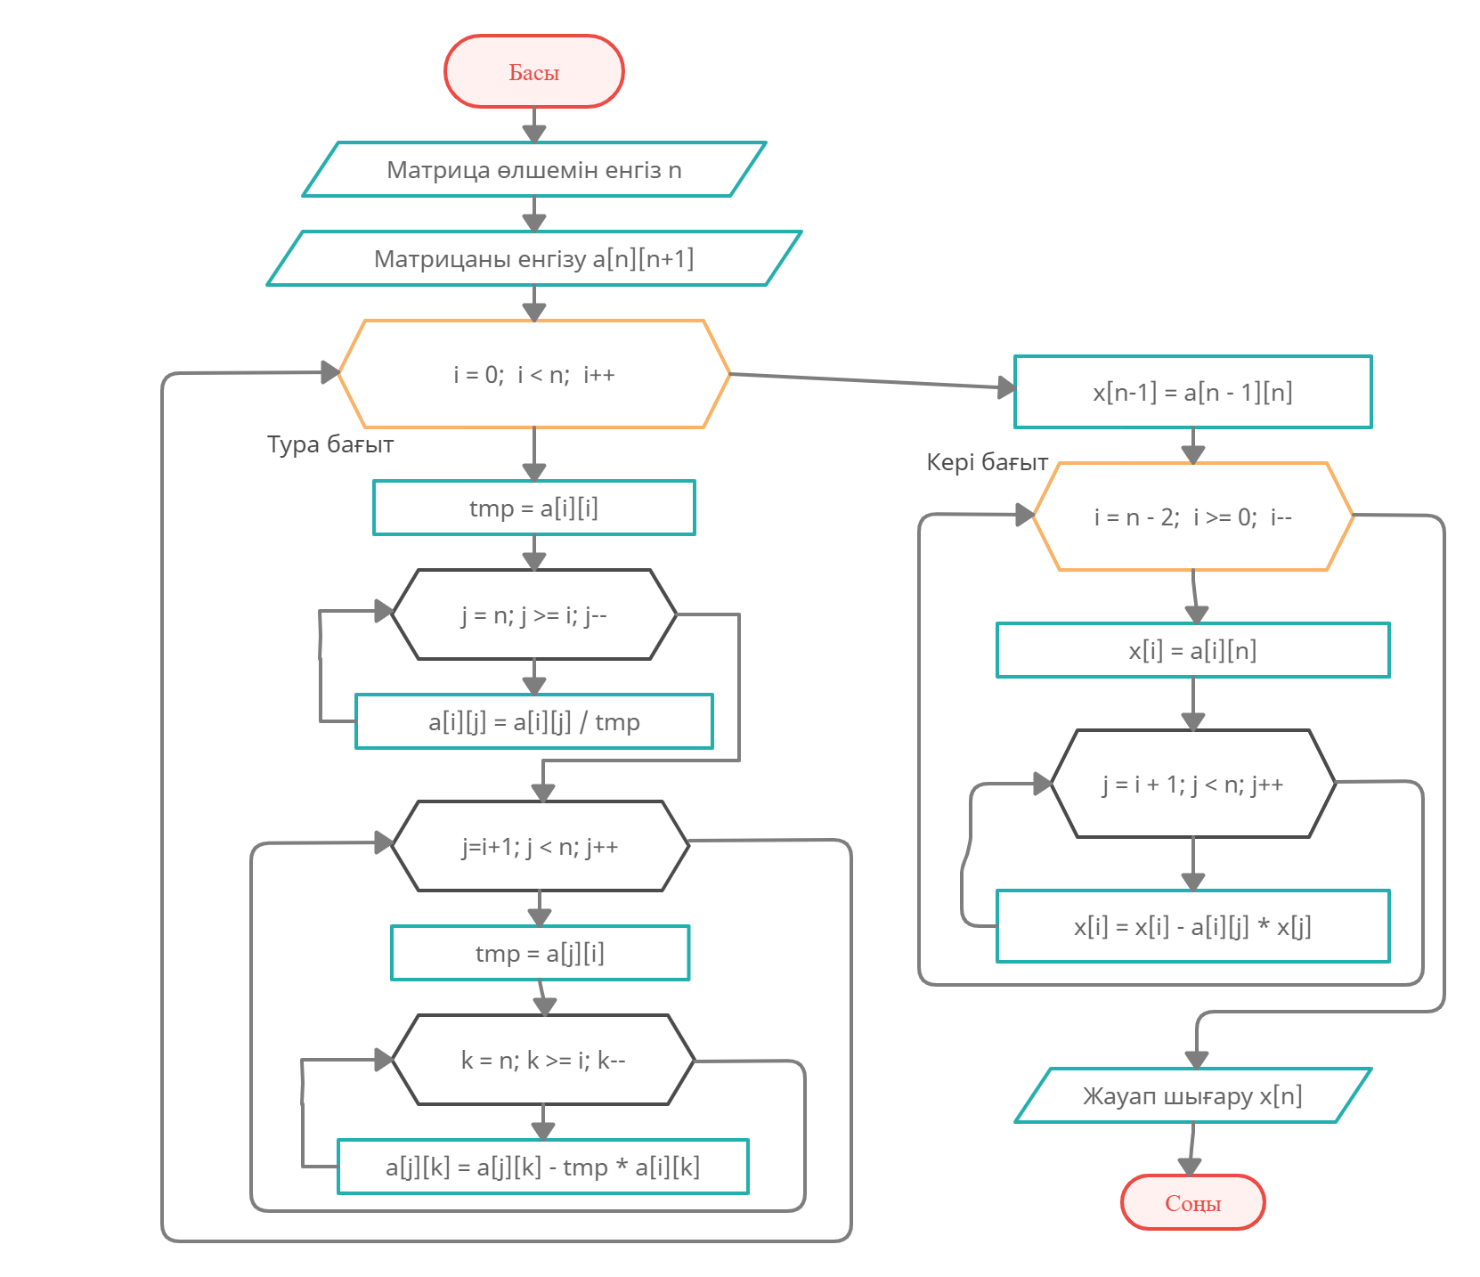 Басы
Матрица өлшемін енгіз n
Матрицаны енгізу a[n][n+1]
i = 0;  i < n;  i++
Тура бағыт
tmp = a[i][i]
j = n; j >= i; j--
a[i][j] = a[i][j] / tmp
j=i+1; j < n; j++
tmp = a[j][i]
k = n; k >= i; k--
a[j][k] = a[j][k] - tmp * a[i][k]
x[n-1] = a[n - 1][n]
Кері бағыт
i = n - 2;  i >= 0;  i--
x[i] = a[i][n]
j = i + 1; j < n; j++
x[i] = x[i] - a[i][j] * x[j]
Жауап шығару x[n]
Соңы